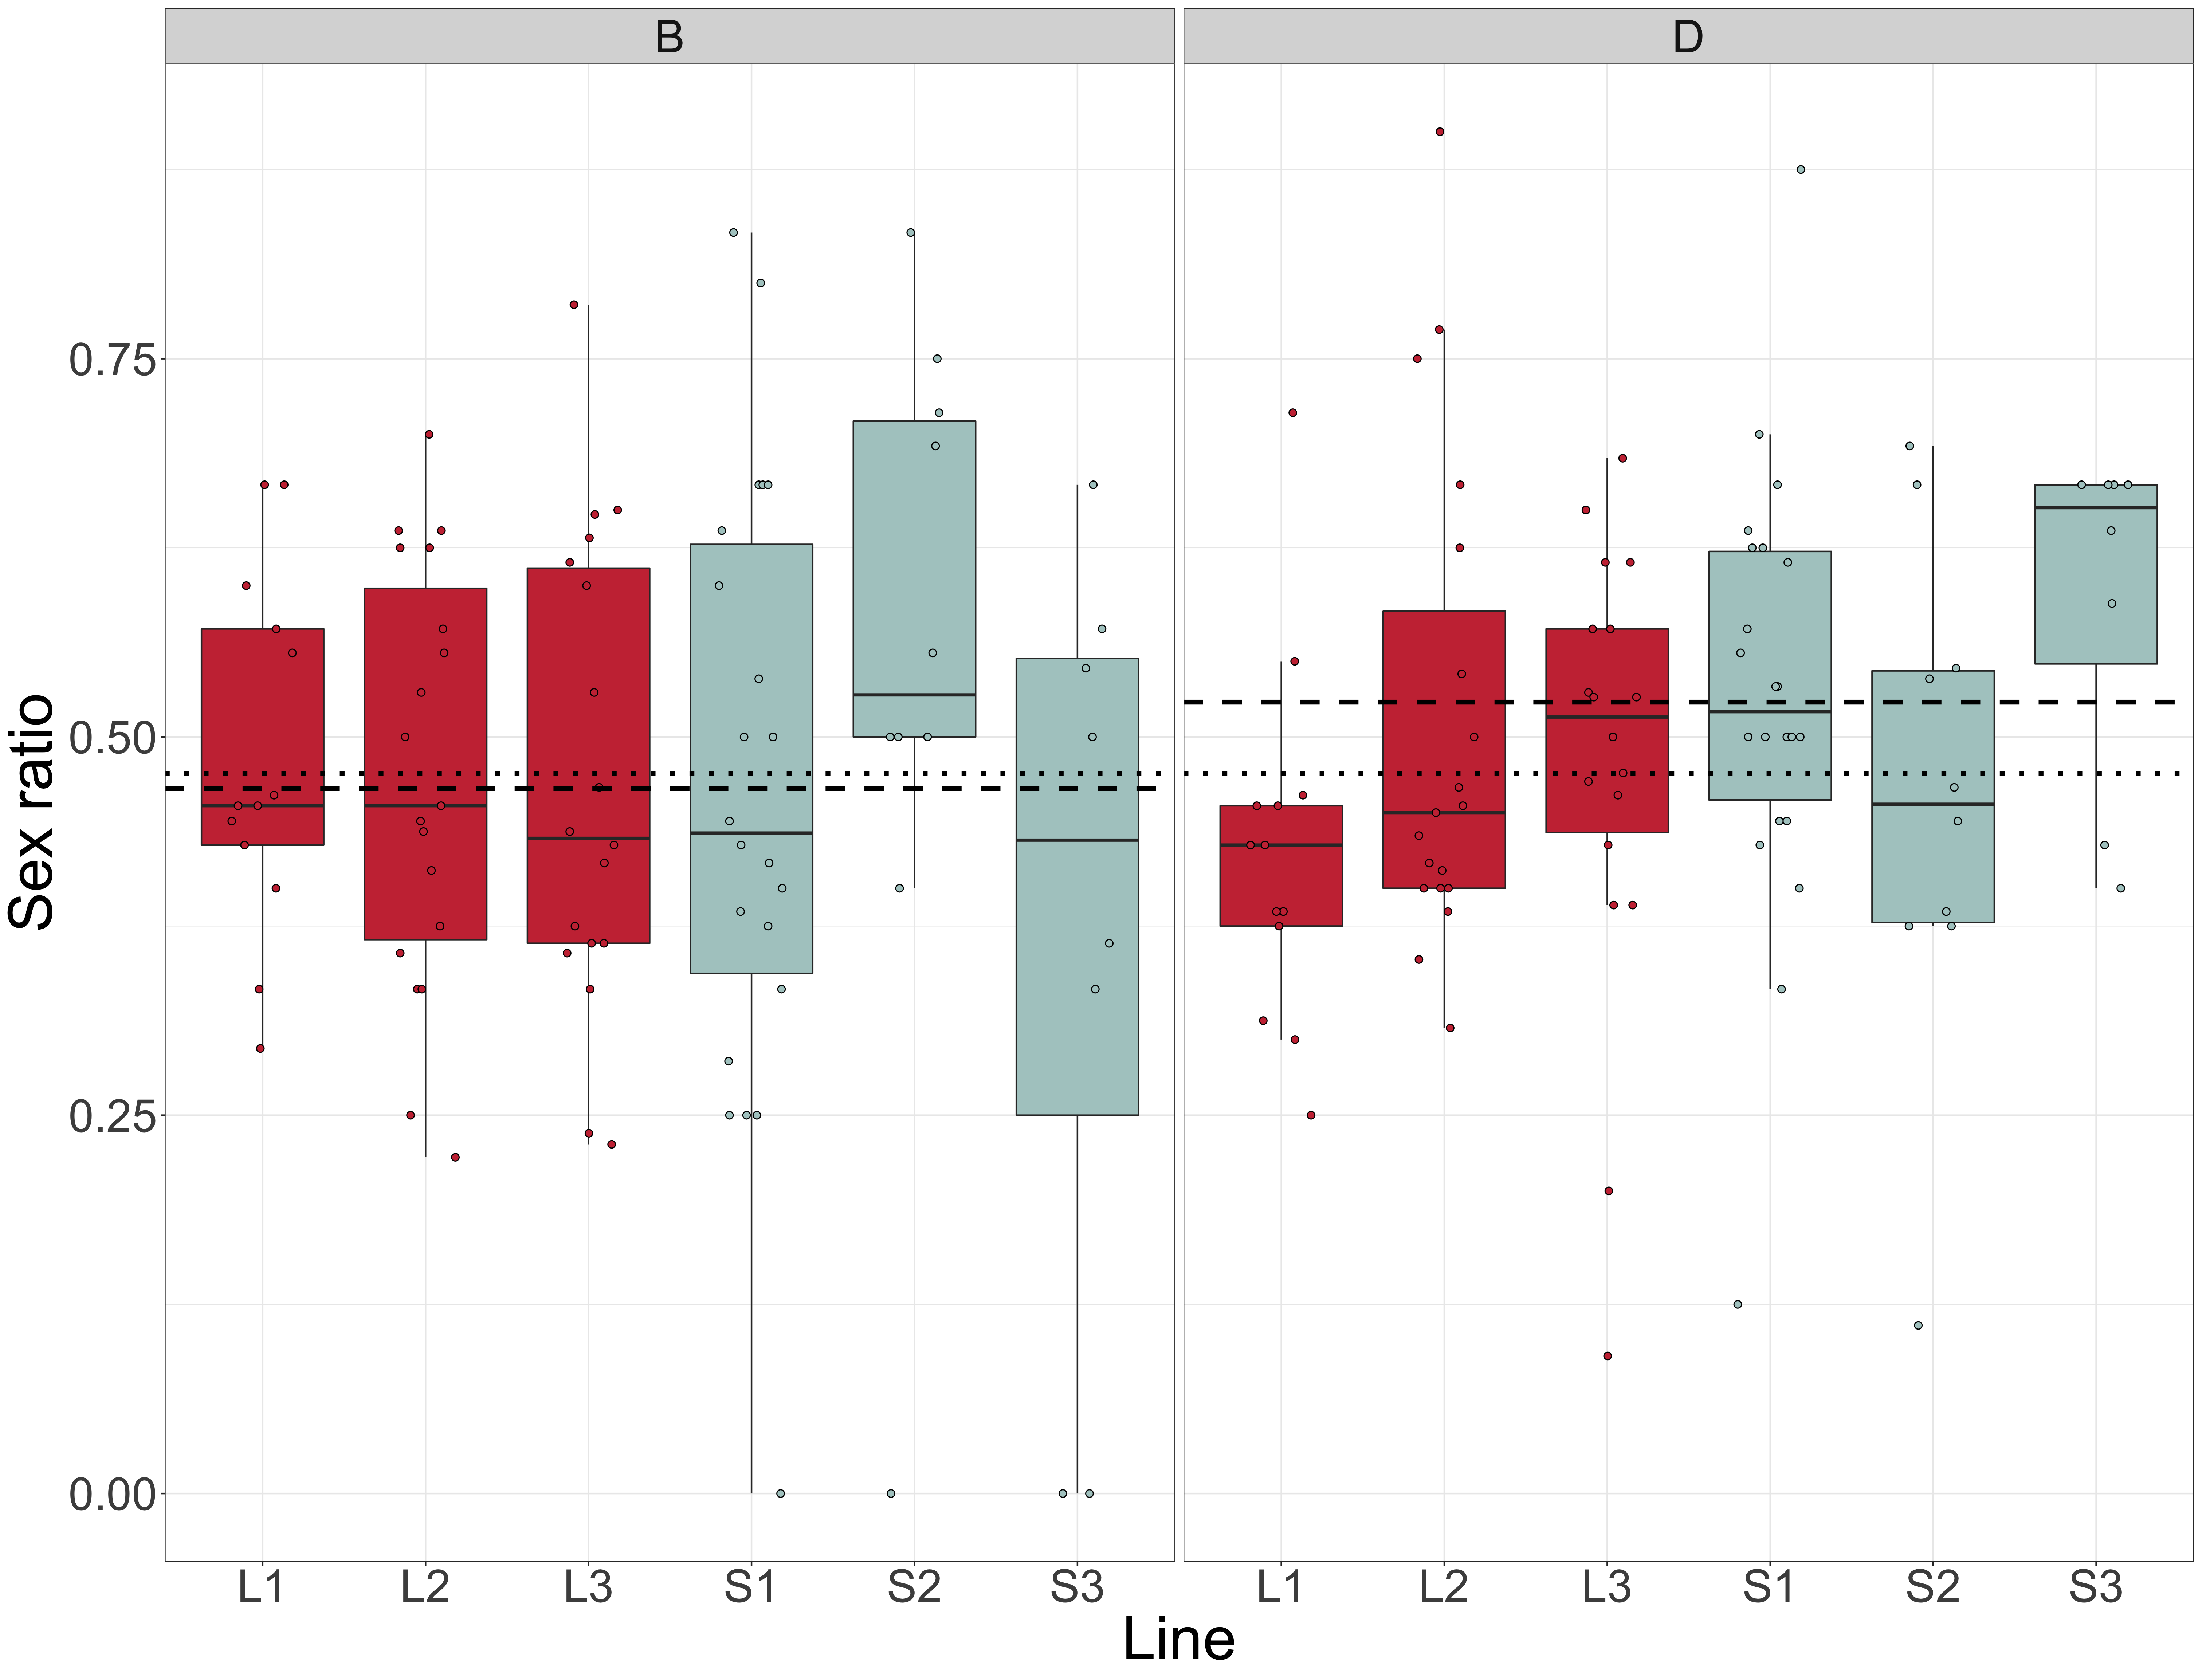 B D
Sex ratio
0.75
0.50
0.25
0.00
L1 L2 L3 S1 S2 S3 L1 L2 L3 S1 S2 S3
Line